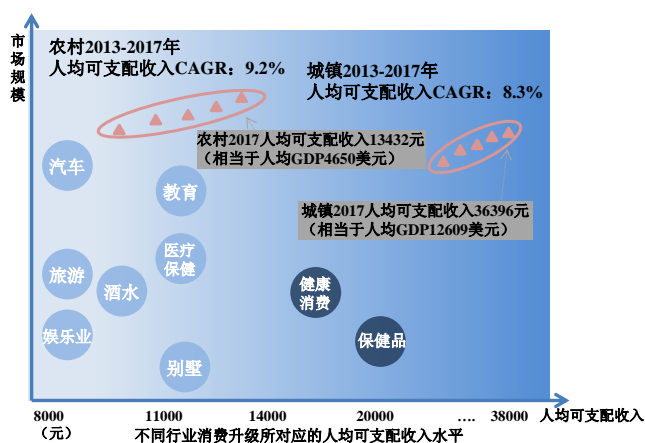 市
场
规
模
农村2013-2017年
人均可支配收入CAGR：9.2%
城镇2013-2017年
人均可支配收入CAGR：8.3%
农村2017人均可支配收入13432元
（相当于人均GDP4650美元）
汽车
教育
城镇2017人均可支配收入36396元
（相当于人均GDP12609美元）
医疗
保健
旅游
酒水
健康
消费
娱乐业
保健品
别墅
8000 11000 14000 20000 …. 38000 人均可支配收入
（元）
不同行业消费升级所对应的人均可支配收入水平